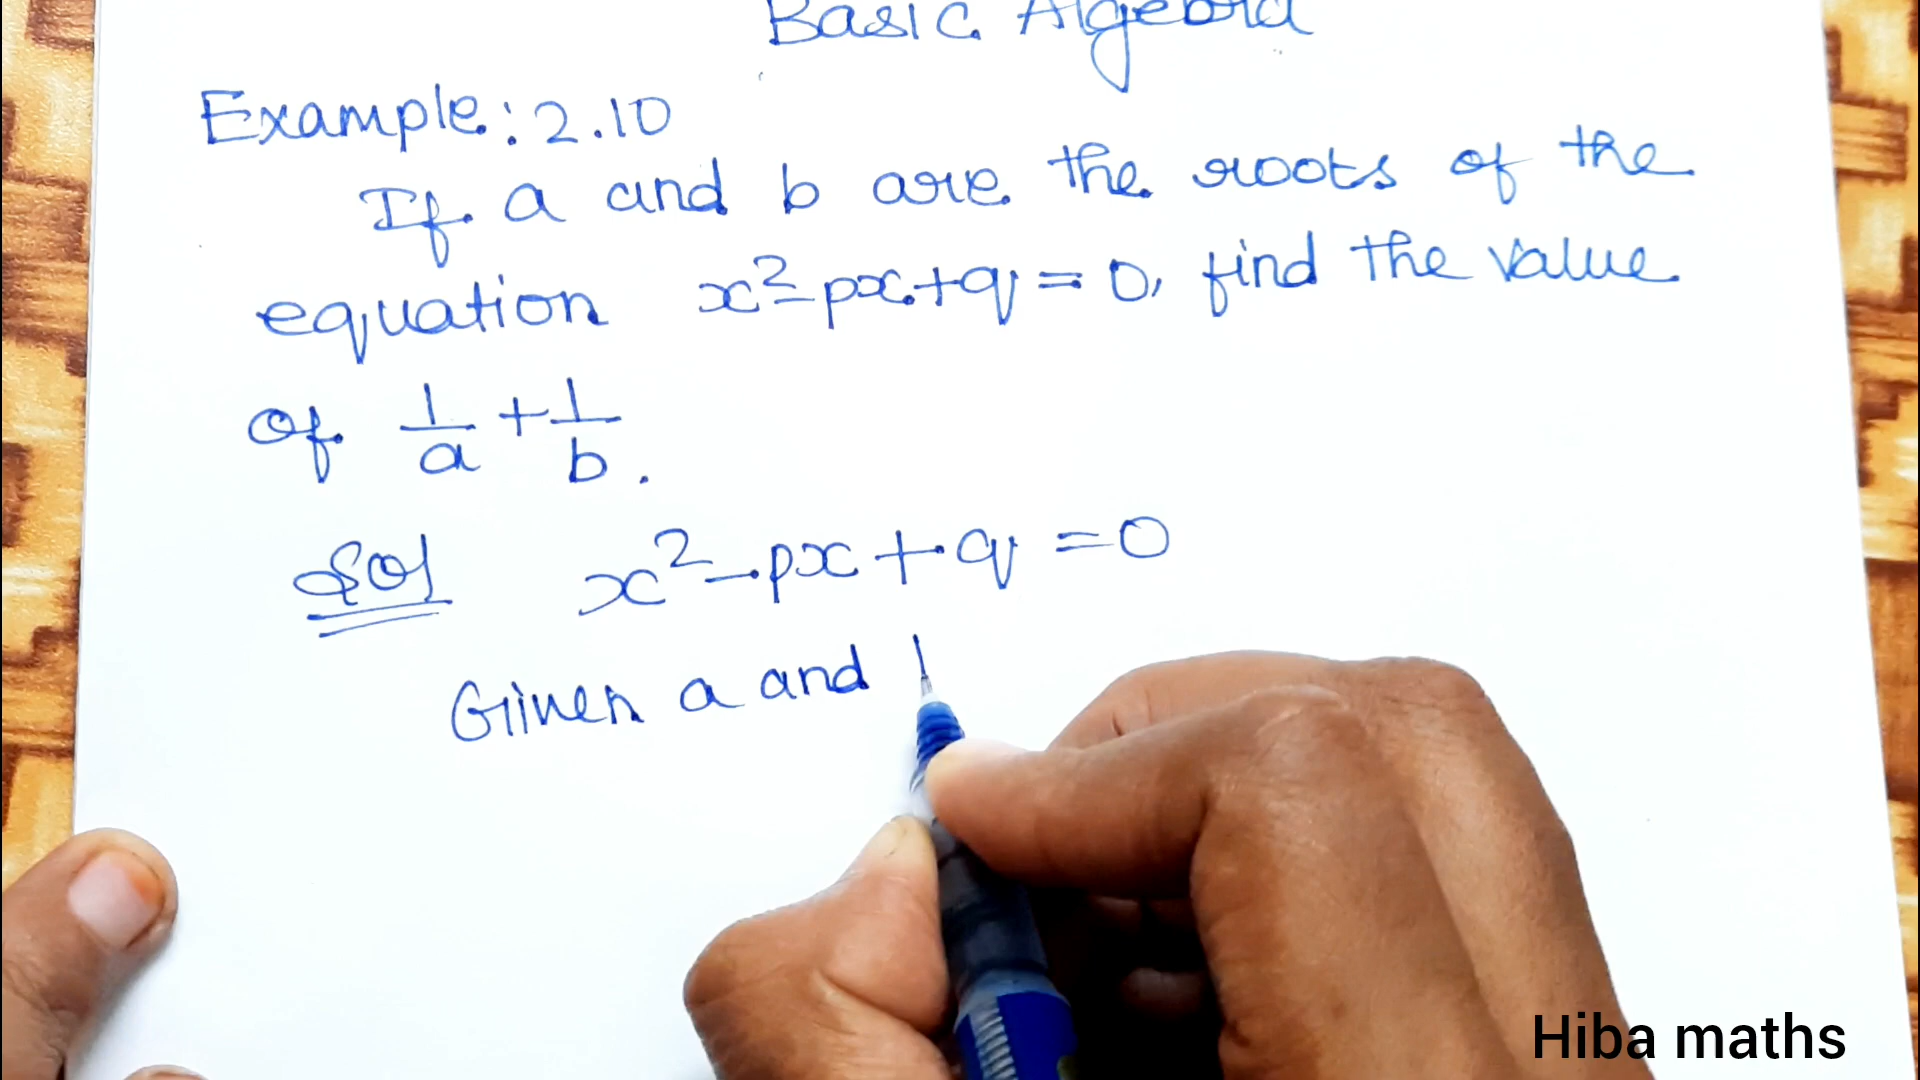 Basic Algebra
Example: 2.10
If a and b are the roots of the
equation x²-px+q=0, find the value
of 1/a + 1/b.
Sol x²-px+q=0
Given a and
Hiba maths